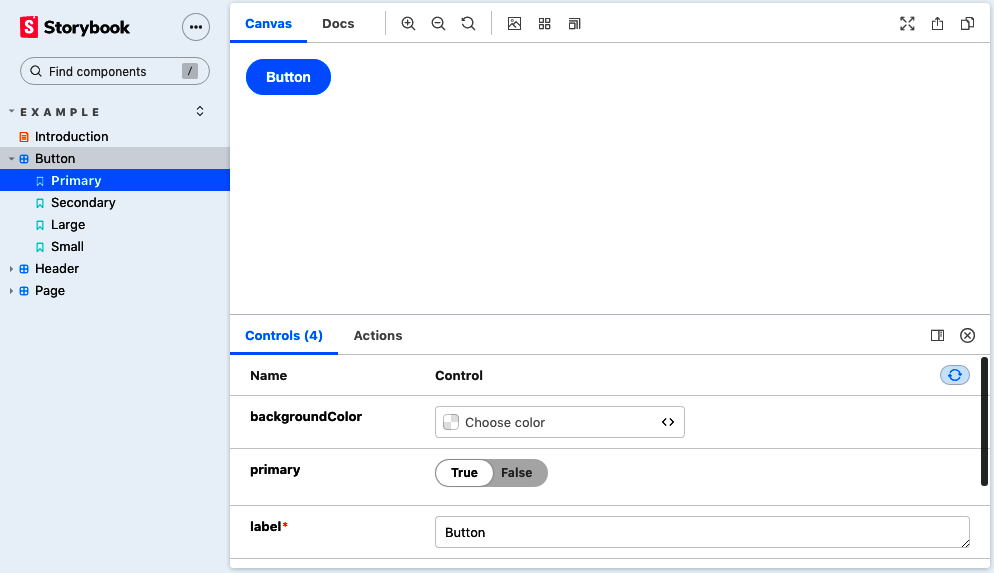 Storybook
Find components /
EXAMPLE
Introduction
Button
Primary
Secondary
Large
Small
Header
Page
Canvas Docs
Button
Controls (4) Actions
Name Control
backgroundColor Choose color
primary True False
label* Button